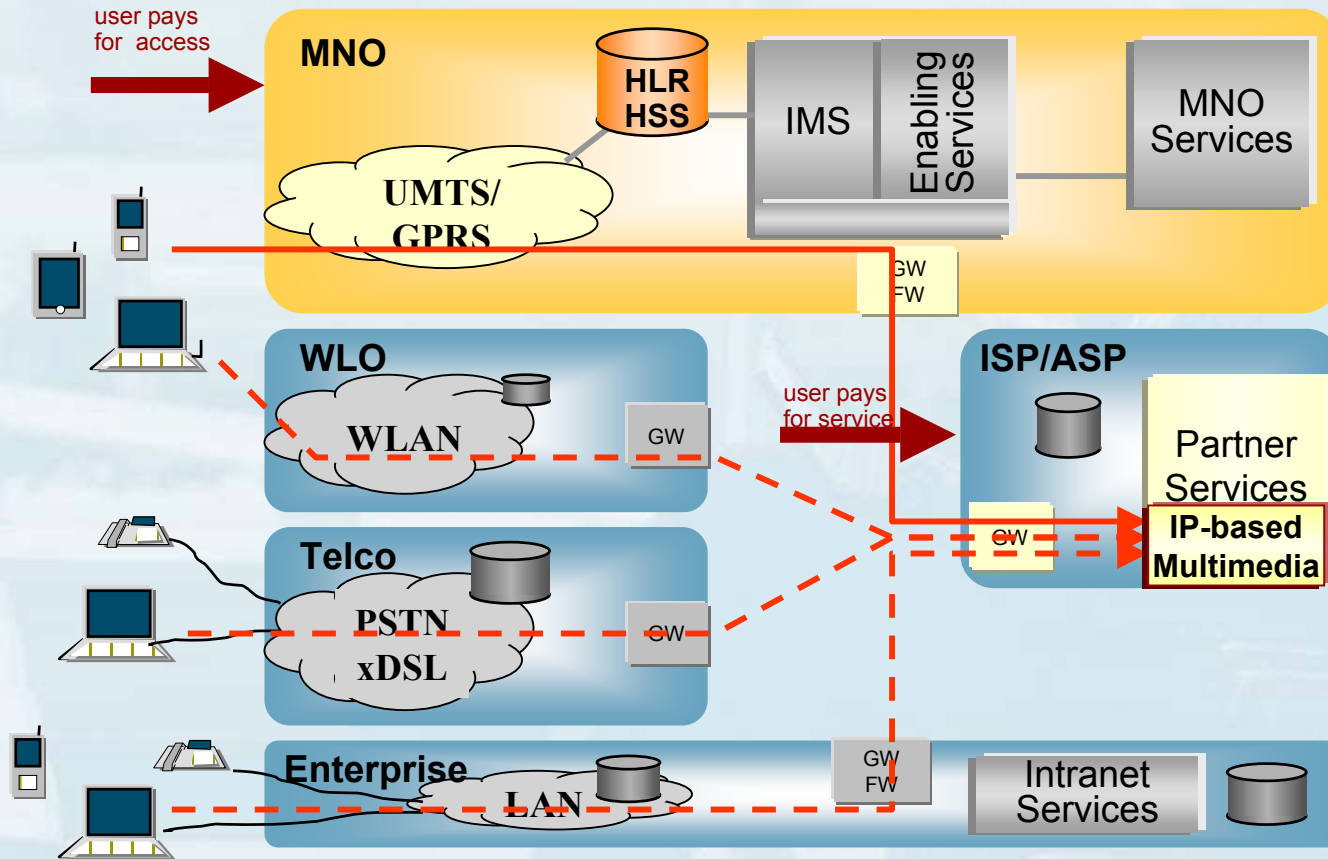 user pays
for access
MNO
HLR
HSS
IMS
Enabling
Services
MNO
Services
UMTS/
GPRS
GW
FW
WLO
WLAN
GW
user pays
for service
ISP/ASP
Partner
Services
IP-based
Multimedia
GW
Telco
PSTN
xDSL
GW
Enterprise
LAN
GW
FW
Intranet
Services